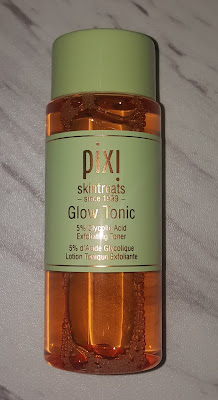 pixi
skintreats
– since 1999 –
Glow Tonic
5% Glycolic Acid
Exfoliating Toner
5% d'Acide Glycolique
Lotion Tonique Exfoliante